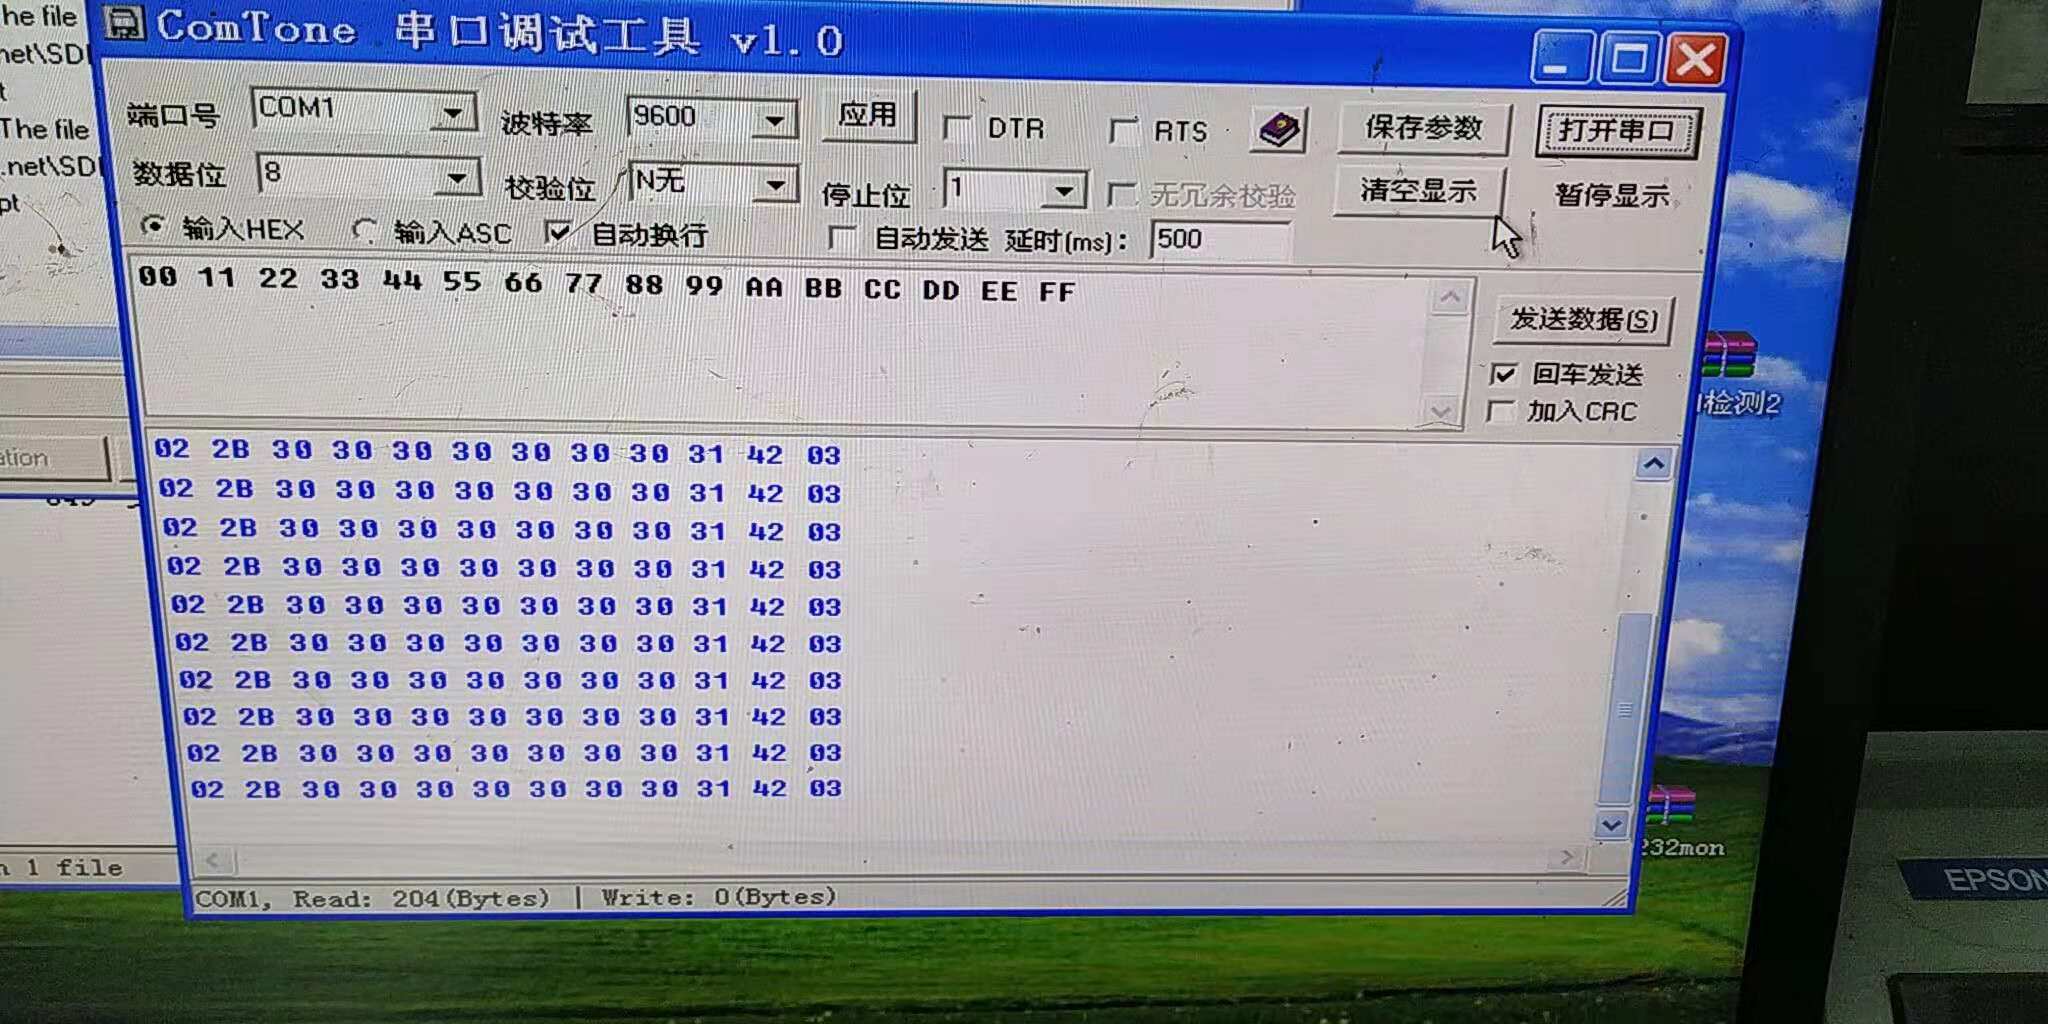 he file
net\SD
t
The file
.net\SD
pt
ation
n 1 file
ComTone 串口调试工具 v1.0
端口号 COM1 波特率 9600 应用 DTR RTS 保存参数 打开串口
数据位 8 校验位 N无 停止位 1 无冗余校验 清空显示 暂停显示
输入HEX 输入ASC 自动换行 自动发送 延时(ms): 500
00 11 22 33 44 55 66 77 88 99 AA BB CC DD EE FF
发送数据(S)
回车发送
加入CRC
02 2B 30 30 30 30 30 30 30 31 42 03
02 2B 30 30 30 30 30 30 30 31 42 03
02 2B 30 30 30 30 30 30 30 31 42 03
02 2B 30 30 30 30 30 30 30 31 42 03
02 2B 30 30 30 30 30 30 30 31 42 03
02 2B 30 30 30 30 30 30 30 31 42 03
02 2B 30 30 30 30 30 30 30 31 42 03
02 2B 30 30 30 30 30 30 30 31 42 03
02 2B 30 30 30 30 30 30 30 31 42 03
02 2B 30 30 30 30 30 30 30 31 42 03
COM1, Read: 204(Bytes) | Write: 0(Bytes)
检测2
232mon
EPSON